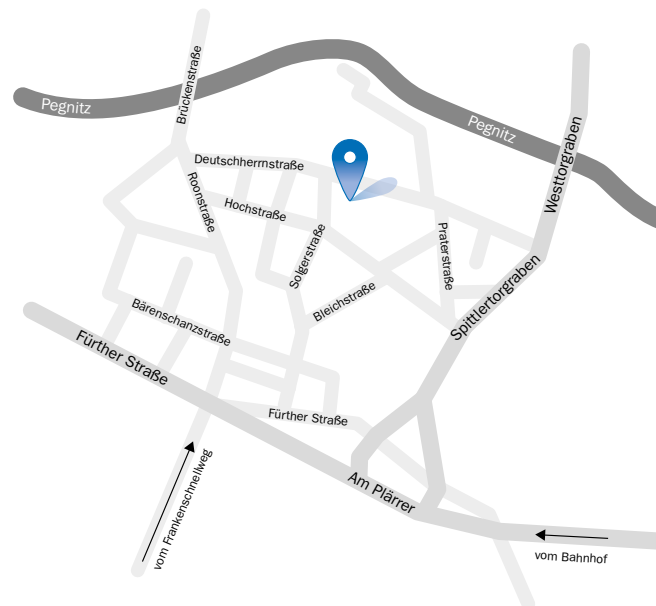 Pegnitz
Brückenstraße
Pegnitz
Westtorgraben
Deutschherrnstraße
Roonstraße
Hochstraße
Solgerstraße
Praterstraße
Bleichstraße
Spittlertorgraben
Bärenschanzstraße
Fürther Straße
Fürther Straße
Am Plärrer
vom Frankenschnellweg
vom Bahnhof